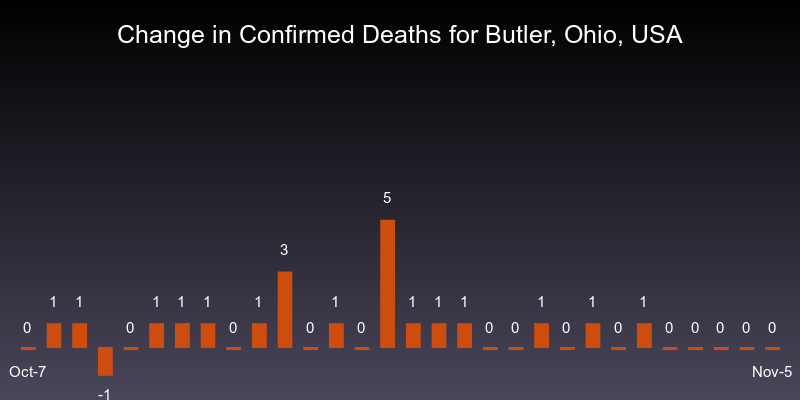 Change in Confirmed Deaths for Butler, Ohio, USA
5
3
1 1 1 1 1 1 1 1 1 1 1 1 1
0 0 0 0 0 0 0 0 0 0 0 0 0 0
Oct-7 Nov-5
-1